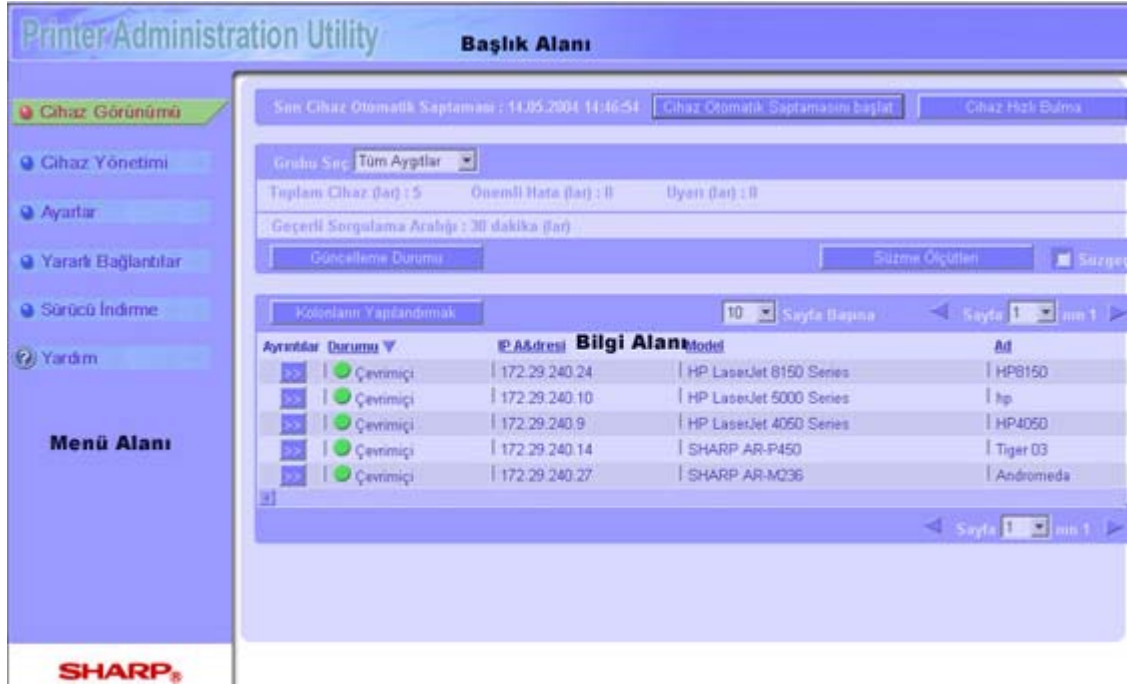 Printer Administration Utility
Başlık Alanı
Cihaz Görünümü
Cihaz Yönetimi
Ayarlar
Yararlı Bağlantılar
Sürücü İndirme
Yardım
Menü Alanı
SHARP®
Son Cihaz Otomatik Saptaması : 14.05.2004 14:46:54 Cihaz Otomatik Saptamasını başlat Cihaz Hızlı Bulma
Grubu Seç Tüm Aygıtlar
Toplam Cihaz (lar) : 5 Önemli Hata (lar) : 0 Uyarı (lar) : 0
Geçerli Sorgulama Aralığı : 30 dakika (lar)
Güncelleme Durumu Süzme Ölçütleri Süzgeç
Kolonların Yapılandırmak 10 Sayfa Başına Sayfa 1 nın 1
Bilgi Alanı
Ayrıntılar Durumu IP A&dresi Model Ad
>> Çevrimiçi 172.29.240.24 HP LaserJet 8150 Series HP8150
>> Çevrimiçi 172.29.240.10 HP LaserJet 5000 Series hp
>> Çevrimiçi 172.29.240.9 HP LaserJet 4050 Series HP4050
>> Çevrimiçi 172.29.240.14 SHARP AR-P450 Tiger 03
>> Çevrimiçi 172.29.240.27 SHARP AR-M236 Andromeda
Sayfa 1 nın 1